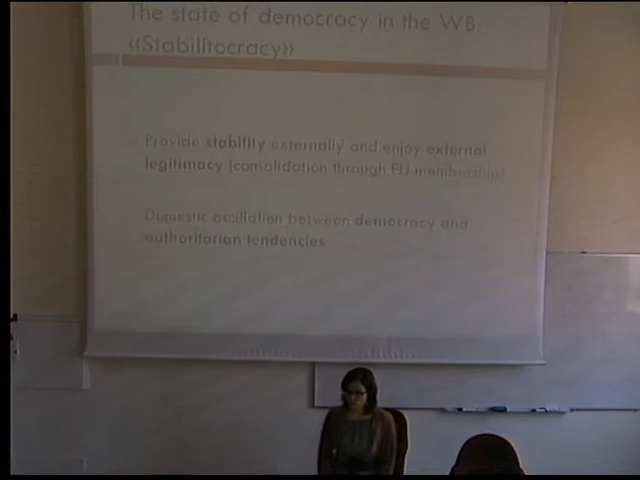 The state of democracy in the WB:
«Stabilitocracy»
Provide stability externally and enjoy external
legitimacy (consolidation through EU membership)
Domestic oscillation between democracy and
authoritarian tendencies